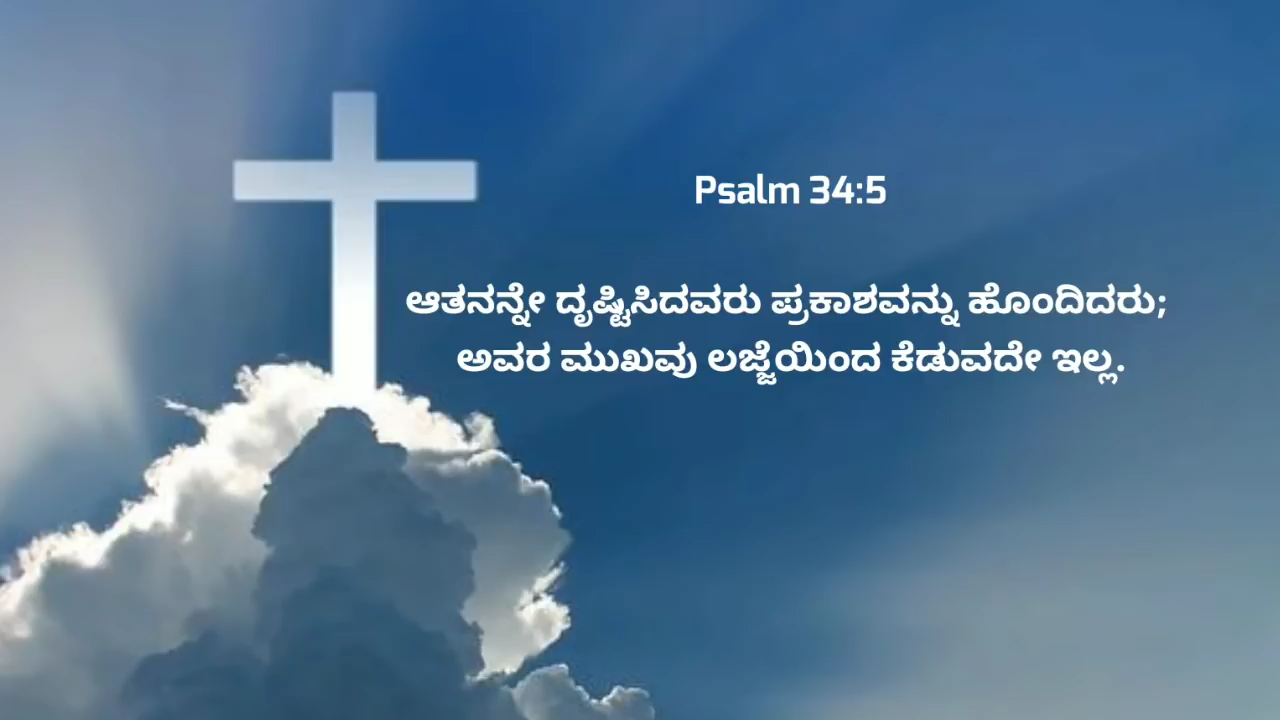 Psalm 34:5
ಆತನನ್ನೇ ದೃಷ್ಟಿಸಿದವರು ಪ್ರಕಾಶವನ್ನು ಹೊಂದಿದರು;
ಅವರ ಮುಖವು ಲಜ್ಜೆಯಿಂದ ಕೆಡುವದೇ ಇಲ್ಲ.